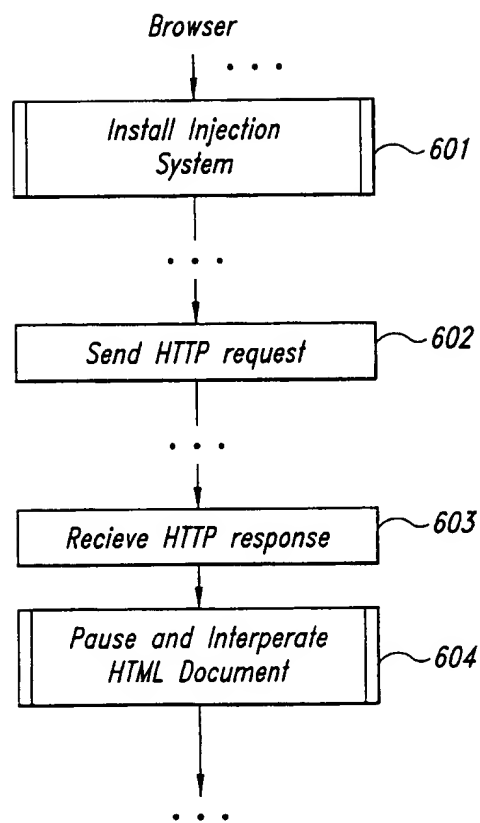 Browser
Install Injection
System
601
Send HTTP request
602
Recieve HTTP response
603
Pause and Interperate
HTML Document
604